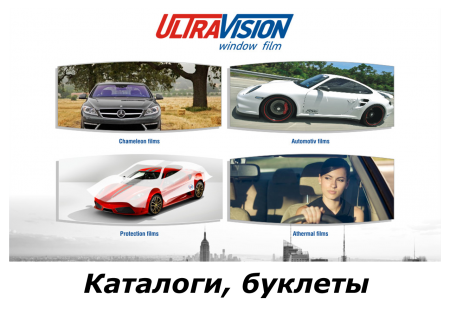 ULTRAVISION
window film
Chameleon films
Automotiv films
Protection films
Athermal films
Каталоги, буклеты